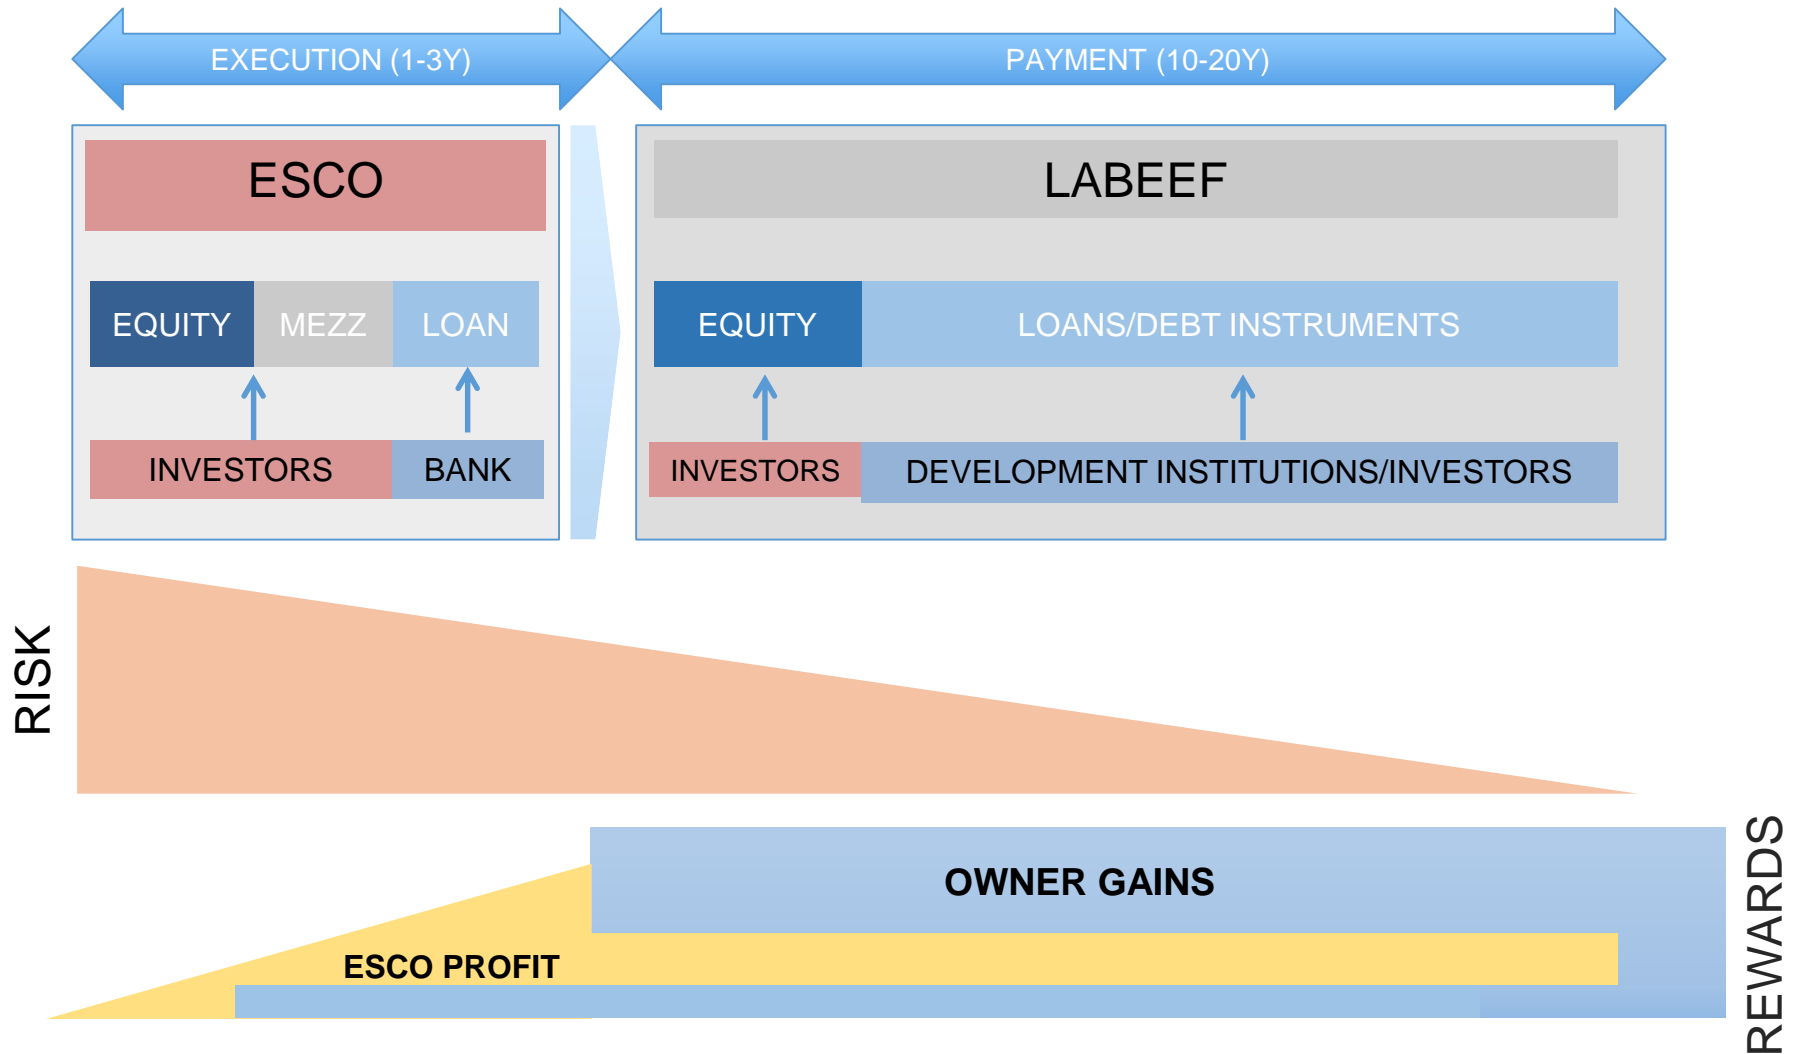 EXECUTION (1-3Y)
PAYMENT (10-20Y)
ESCO
LABEEF
EQUITY
MEZZ
LOAN
EQUITY
LOANS/DEBT INSTRUMENTS
INVESTORS
BANK
INVESTORS
DEVELOPMENT INSTITUTIONS/INVESTORS
RISK
OWNER GAINS
ESCO PROFIT
REWARDS